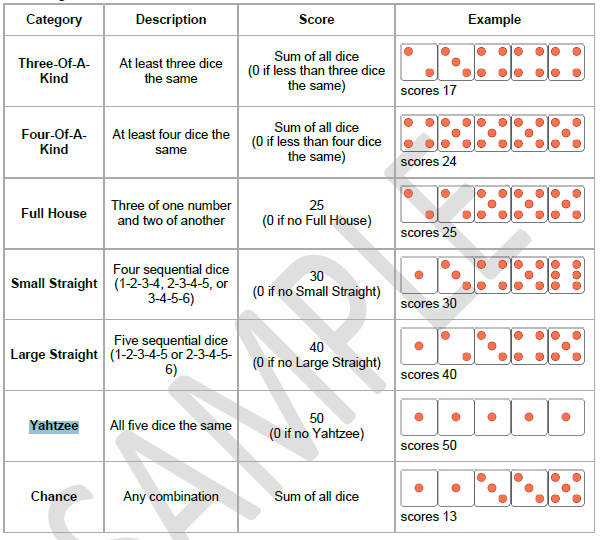 Category Description Score Example
Three-Of-A-
Kind
At least three dice
the same
Sum of all dice
(0 if less than three dice
the same)
scores 17
Four-Of-A-
Kind
At least four dice the
same
Sum of all dice
(0 if less than four dice
the same)
scores 24
Full House
Three of one number
and two of another
25
(0 if no Full House)
scores 25
Small Straight
Four sequential dice
(1-2-3-4, 2-3-4-5, or
3-4-5-6)
30
(0 if no Small Straight)
scores 30
Large Straight
Five sequential dice
(1-2-3-4-5 or 2-3-4-5-
6)
40
(0 if no Large Straight)
scores 40
Yahtzee
All five dice the same
50
(0 if no Yahtzee)
scores 50
Chance
Any combination
Sum of all dice
scores 13
SAMPLE